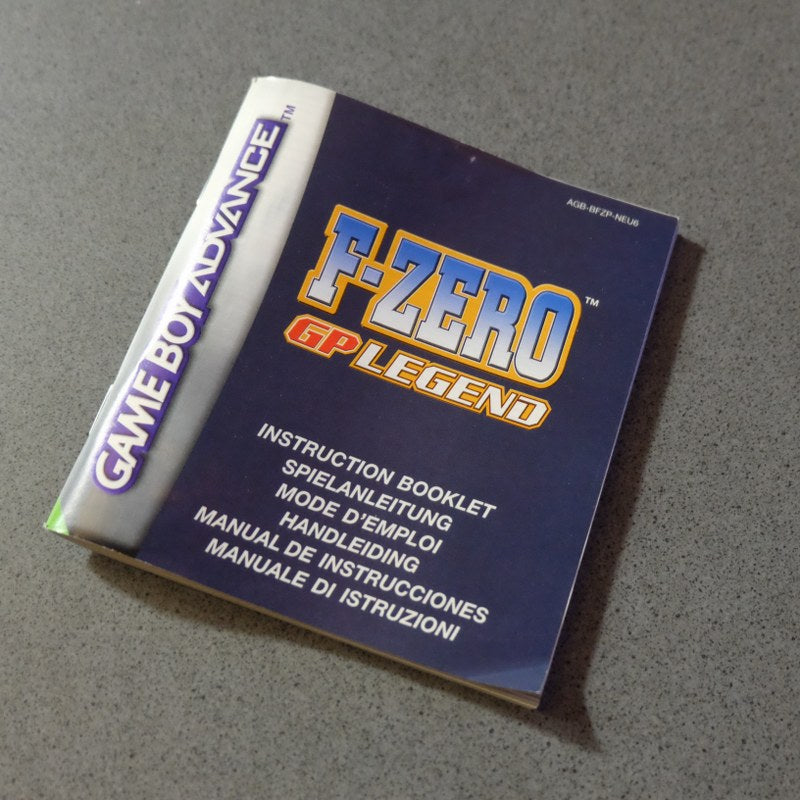 GAME BOY ADVANCE™
AGB-BFZP-NEU6
F-ZERO™
GP LEGEND
INSTRUCTION BOOKLET
SPIELANLEITUNG
MODE D'EMPLOI
HANDLEIDING
MANUAL DE INSTRUCCIONES
MANUALE DI ISTRUZIONI